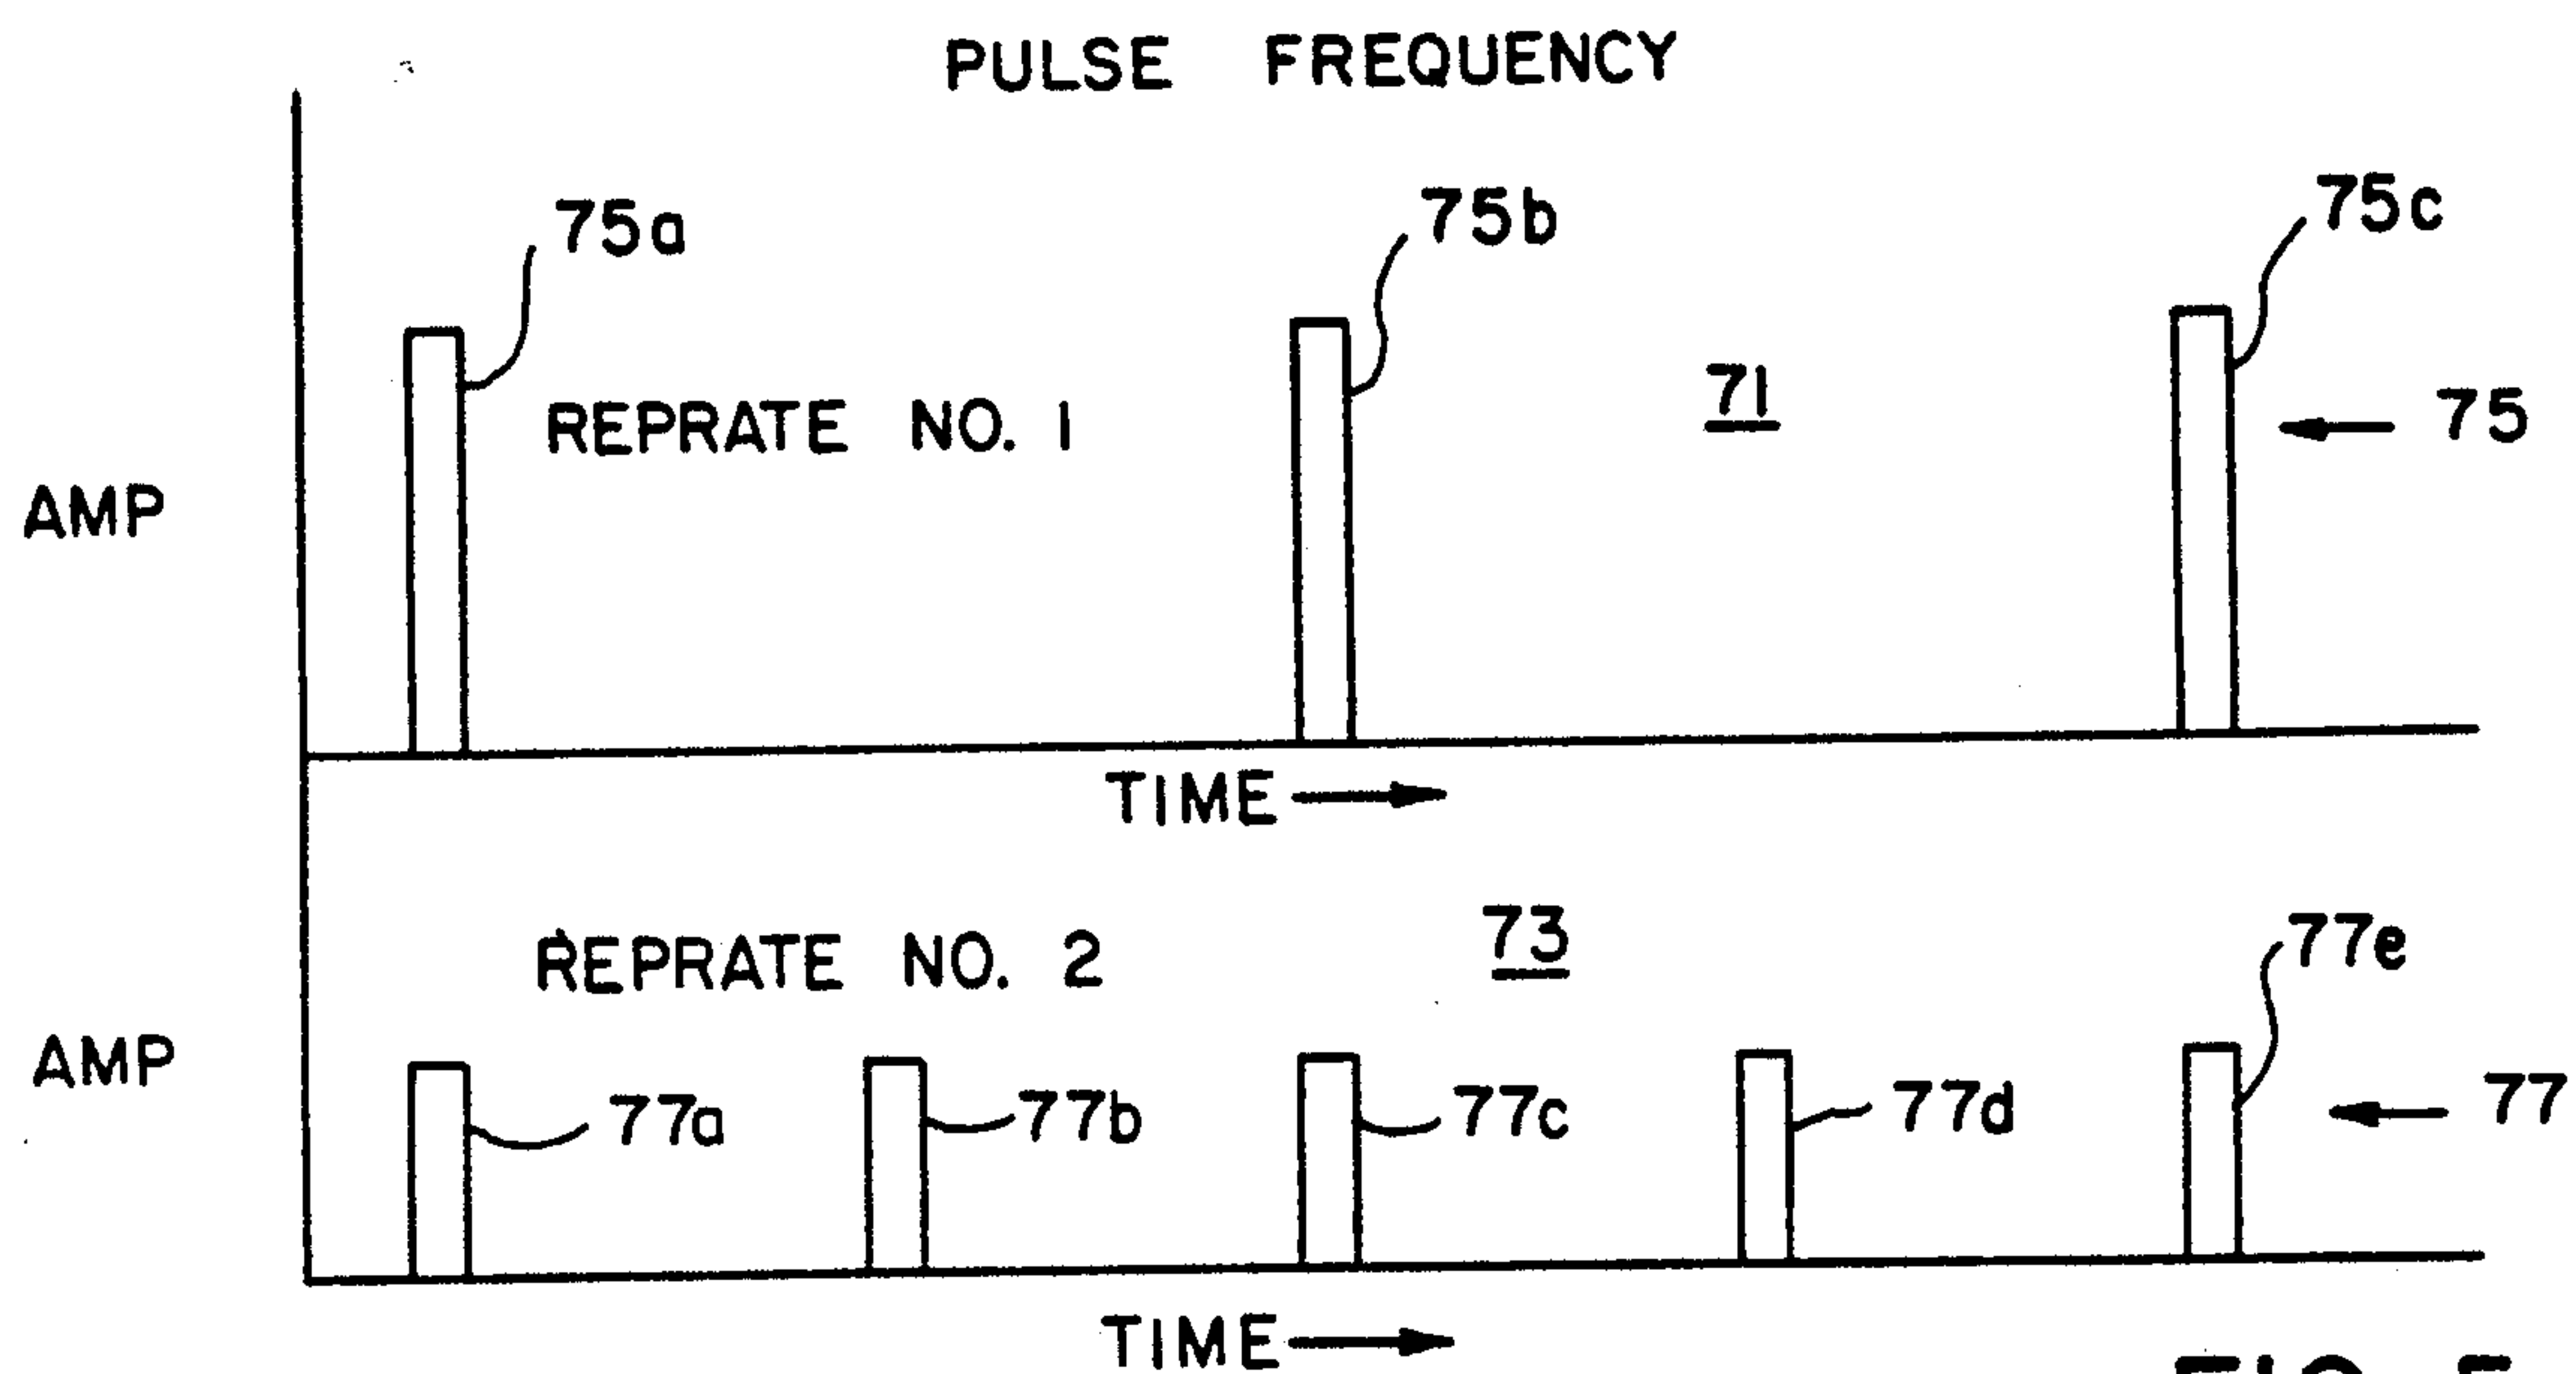 PULSE FREQUENCY
75a
75b
75c
REPRATE NO. 1
71
75
AMP
TIME
REPRATE NO. 2
73
77e
AMP
77a
77b
77c
77d
77
TIME